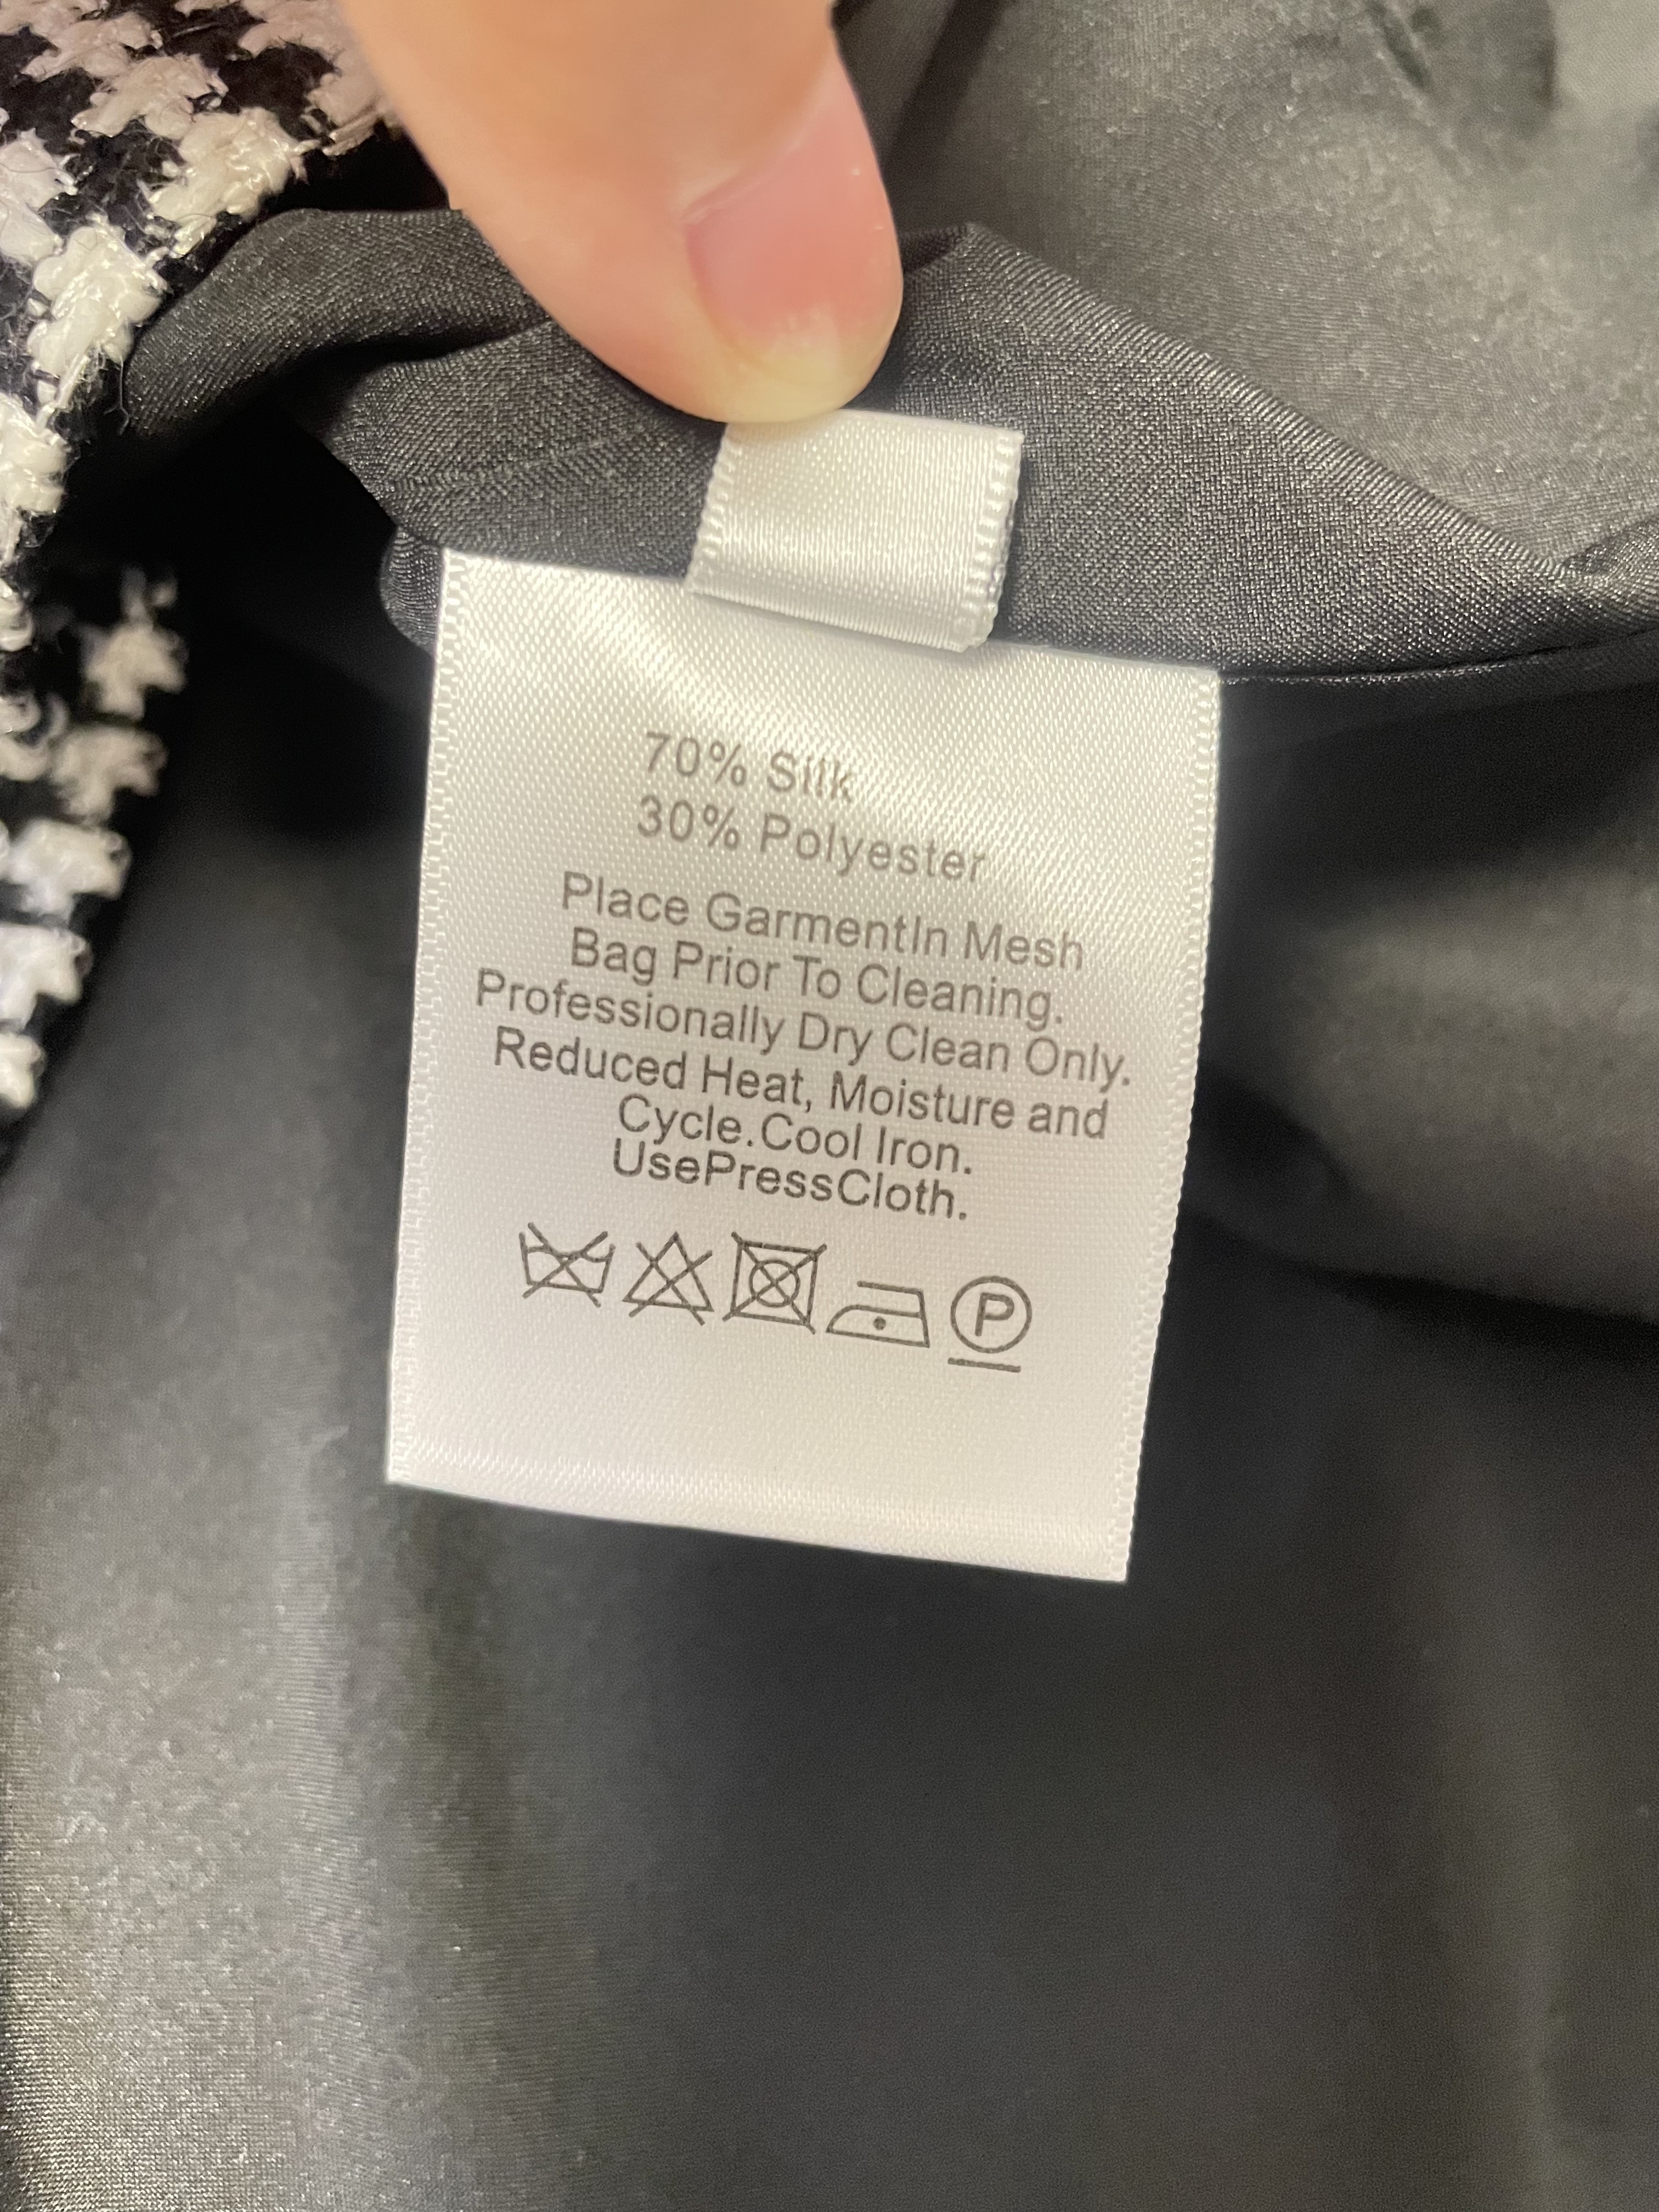 70% Silk
30% Polyester
Place GarmentIn Mesh
Bag Prior To Cleaning.
Professionally Dry Clean Only.
Reduced Heat, Moisture and
Cycle.Cool Iron.
UsePressCloth.
P